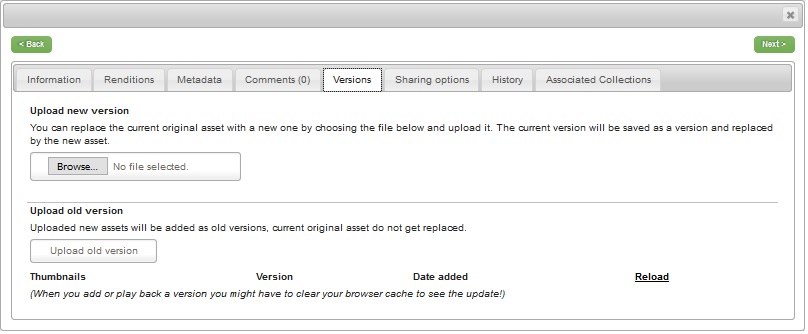 < Back
Next >
Information Renditions Metadata Comments (0) Versions Sharing options History Associated Collections
Upload new version
You can replace the current original asset with a new one by choosing the file below and upload it. The current version will be saved as a version and replaced
by the new asset.
Browse... No file selected.
Upload old version
Uploaded new assets will be added as old versions, current original asset do not get replaced.
Upload old version
Thumbnails Version Date added Reload
(When you add or play back a version you might have to clear your browser cache to see the update!)